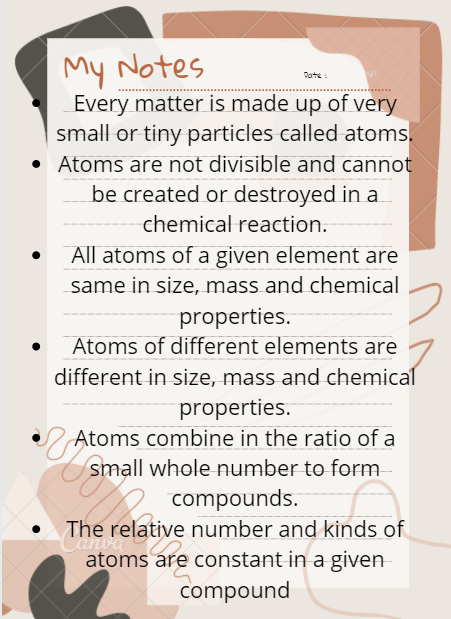 My Notes
Date :
• Every matter is made up of very
small or tiny particles called atoms.
• Atoms are not divisible and cannot
be created or destroyed in a
chemical reaction.
• All atoms of a given element are
same in size, mass and chemical
properties.
• Atoms of different elements are
different in size, mass and chemical
properties.
• Atoms combine in the ratio of a
small whole number to form
compounds.
• The relative number and kinds of
atoms are constant in a given
compound
Canva